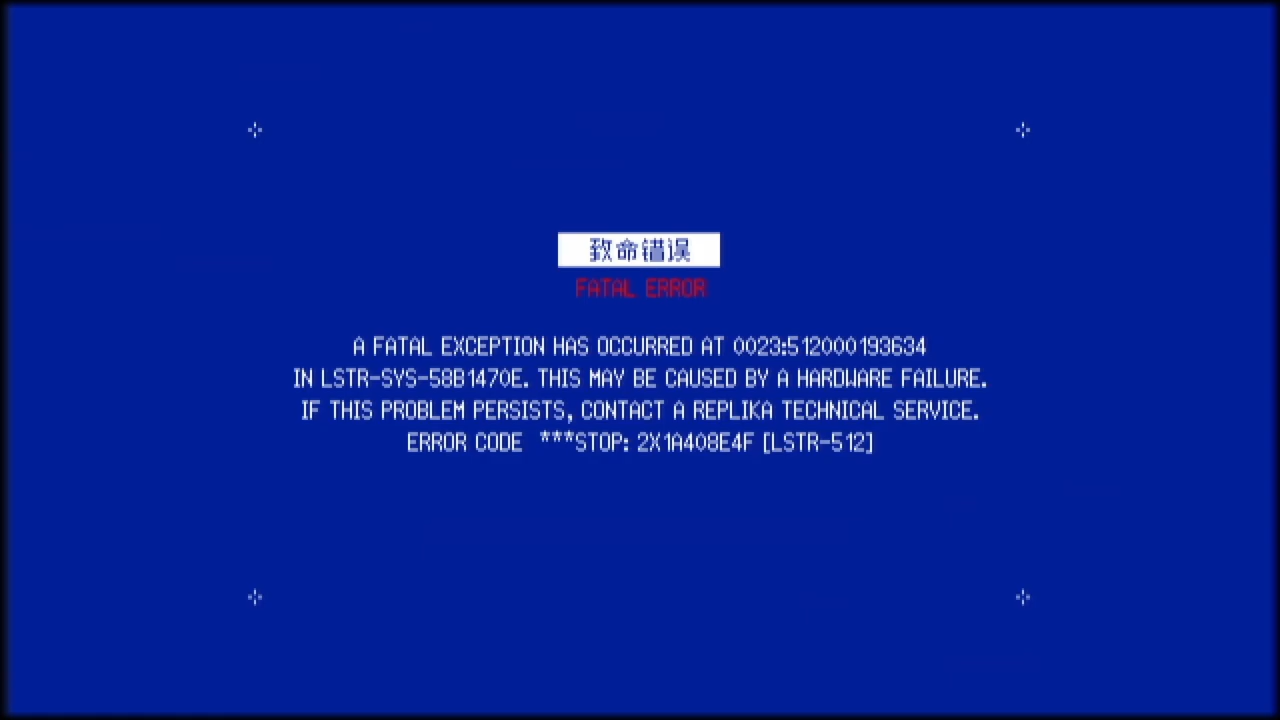 致命错误
FATAL ERROR
A FATAL EXCEPTION HAS OCCURRED AT 0023:512000193634
IN LSTR-SYS-58B1470E. THIS MAY BE CAUSED BY A HARDWARE FAILURE.
IF THIS PROBLEM PERSISTS, CONTACT A REPLIKA TECHNICAL SERVICE.
ERROR CODE ***STOP: 2X1A408E4F [LSTR-512]